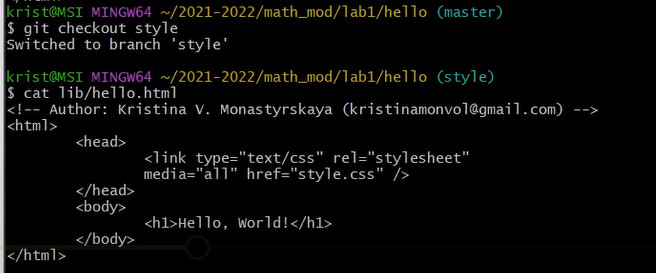 krist@MSI MINGW64 ~/2021-2022/math_mod/lab1/hello (master)
$ git checkout style
Switched to branch 'style'
krist@MSI MINGW64 ~/2021-2022/math_mod/lab1/hello (style)
$ cat lib/hello.html
<!-- Author: Kristina V. Monastyrskaya (kristinamonvol@gmail.com) -->
<html>
        <head>
                <link type="text/css" rel="stylesheet"
                media="all" href="style.css" />
        </head>
        <body>
                <h1>Hello, World!</h1>
        </body>
</html>